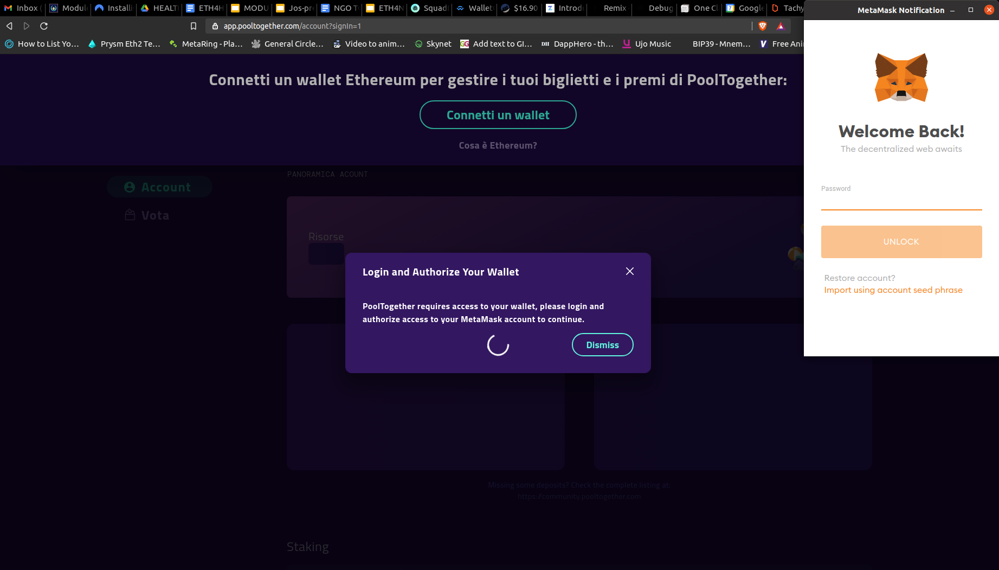 Inbox (
Module
Installi
HEALTH
ETH4H
MODU
Jos-pre
NGO T
ETH4N
Squad
Wallet
$16.90
Introdu
Remix
Debug
One Cl
Google
Tachy
MetaMask Notification
app.pooltogether.com/account?signIn=1
How to List Yo...
Prysm Eth2 Te...
MetaRing - Pla...
General Circle...
Video to anim...
Skynet
Add text to GI...
DappHero - th...
Ujo Music
BIP39 - Mnem...
Free Ani
Connetti un wallet Ethereum per gestire i tuoi biglietti e i premi di PoolTogether:
Connetti un wallet
Cosa è Ethereum?
Account
Vota
PANORAMICA ACOUNT
Risorse
Login and Authorize Your Wallet
PoolTogether requires access to your wallet, please login and
authorize access to your MetaMask account to continue.
Dismiss
Missing some deposits? Check the complete listing at:
https://community.pooltogether.com
Staking
Welcome Back!
The decentralized web awaits
Password
UNLOCK
Restore account?
Import using account seed phrase